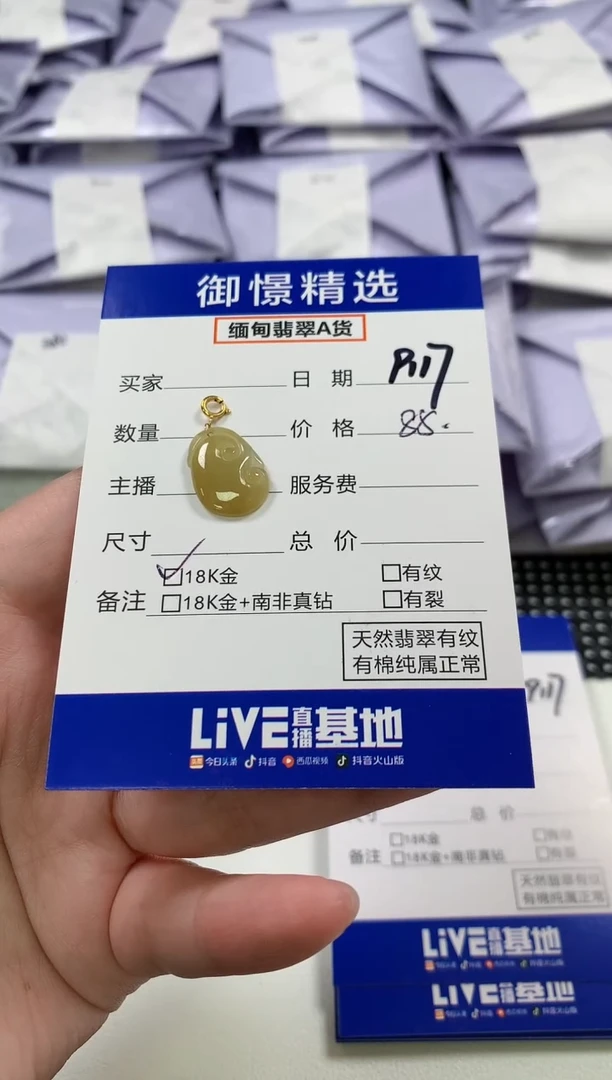 御憬精选
缅甸翡翠A货
买家 日 期 911
数量 价 格 88.
主播 服务费
尺寸 总 价
备注 ☑18K金 □有纹
□18K金+南非真钻 □有裂
天然翡翠有纹
有棉纯属正常
LiVE直播基地
今日头条 抖音 西瓜视频 抖音火山版
总 价
备注 □18K金
□18K金+南非真钻
天然翡翠有纹
有棉纯属正常
LiVE直播基地
LiVE直播基地